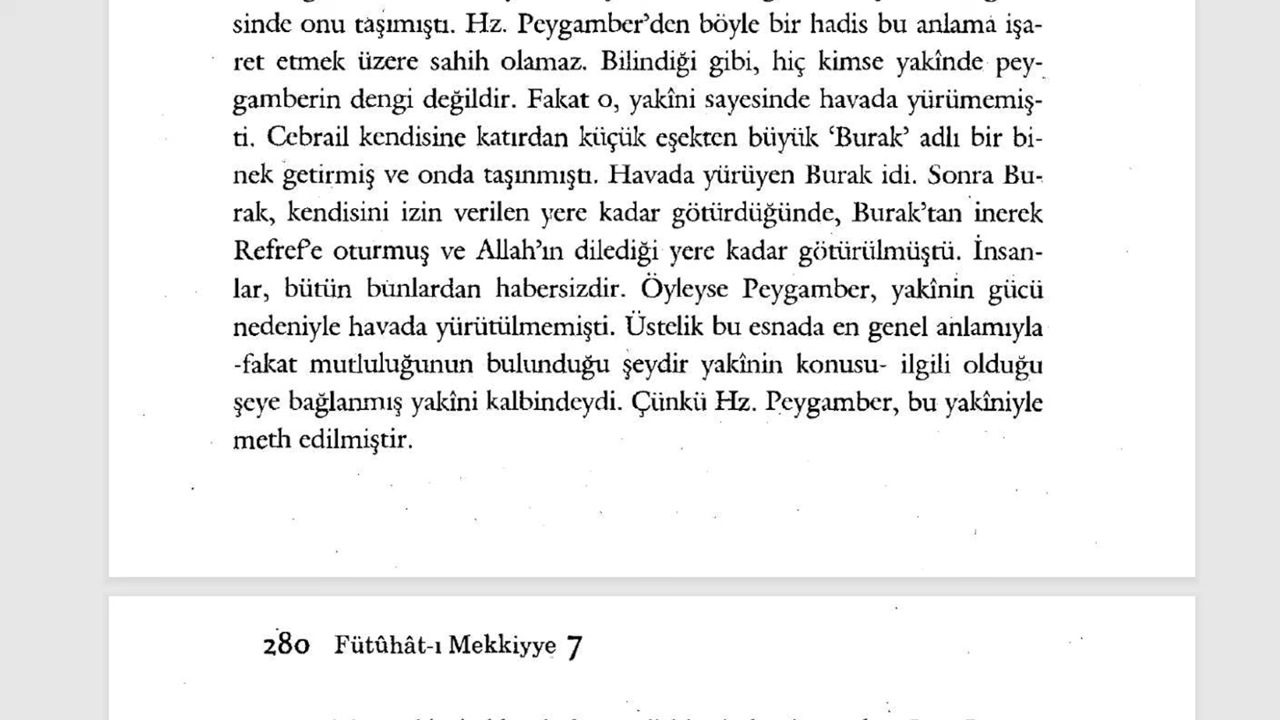 sinde onu taşımıştı. Hz. Peygamber’den böyle bir hadis bu anlama işa-
ret etmek üzere sahih olamaz. Bilindiği gibi, hiç kimse yakînde pey-
gamberin dengi değildir. Fakat o, yakîni sayesinde havada yürümemiş-
ti. Cebrail kendisine katırdan küçük eşekten büyük ‘Burak’ adlı bir bi-
nek getirmiş ve onda taşınmıştı. Havada yürüyen Burak idi. Sonra Bu-
rak, kendisini izin verilen yere kadar götürdüğünde, Burak’tan inerek
Refref’e oturmuş ve Allah’ın dilediği yere kadar götürülmüştü. İnsan-
lar, bütün bunlardan habersizdir. Öyleyse Peygamber, yakînin gücü
nedeniyle havada yürütülmemişti. Üstelik bu esnada en genel anlamıyla
-fakat mutluluğunun bulunduğu şeydir yakînin konusu- ilgili olduğu
şeye bağlanmış yakîni kalbindeydi. Çünkü Hz. Peygamber, bu yakîniyle
meth edilmiştir.
280 Fütûhât-ı Mekkiyye 7